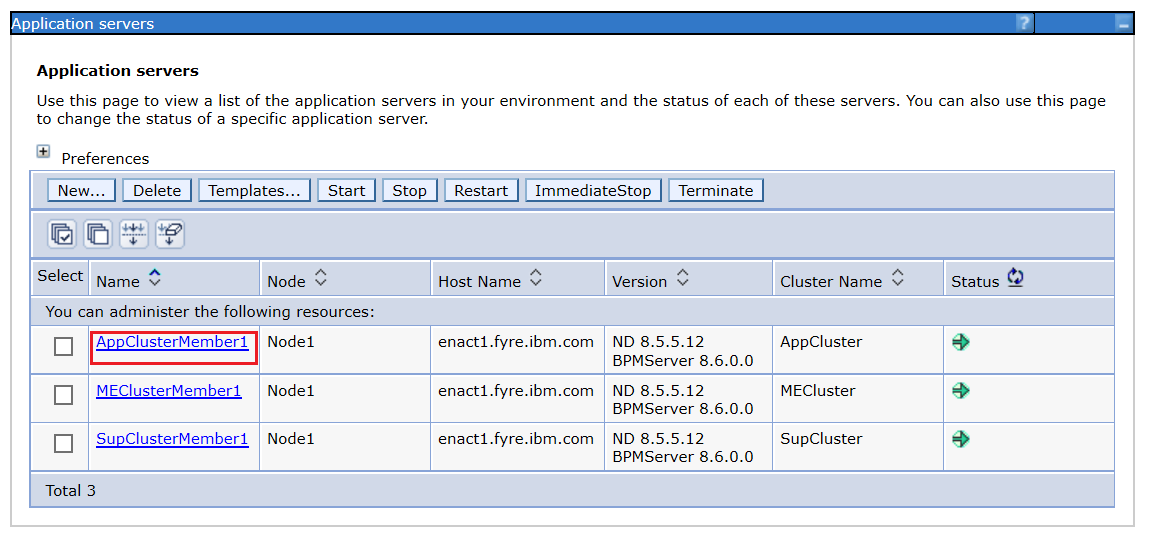 Application servers ? –
Application servers
Use this page to view a list of the application servers in your environment and the status of each of these servers. You can also use this page
to change the status of a specific application server.
+ Preferences
New... Delete Templates... Start Stop Restart ImmediateStop Terminate
Select Name Node Host Name Version Cluster Name Status
You can administer the following resources:
AppClusterMember1 Node1 enact1.fyre.ibm.com ND 8.5.5.12 AppCluster
BPMServer 8.6.0.0
MEClusterMember1 Node1 enact1.fyre.ibm.com ND 8.5.5.12 MECluster
BPMServer 8.6.0.0
SupClusterMember1 Node1 enact1.fyre.ibm.com ND 8.5.5.12 SupCluster
BPMServer 8.6.0.0
Total 3